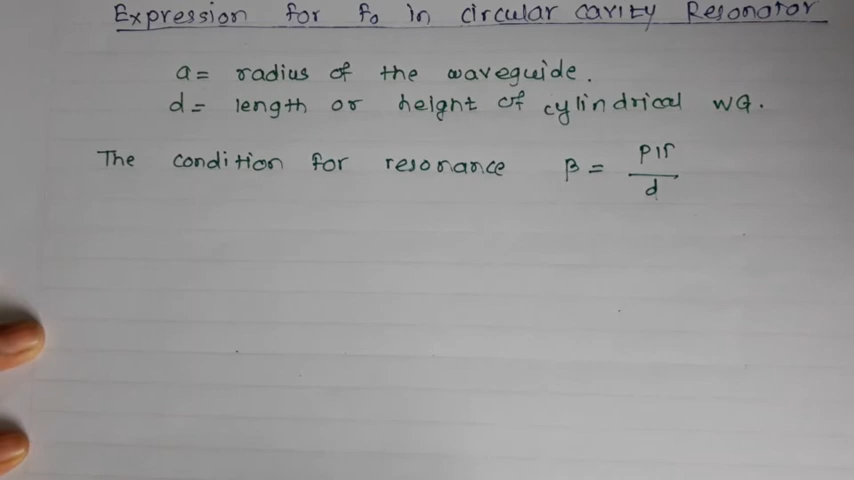 Expression for fo in circular cavity Resonator
a = radius of the waveguide.
d = length or height of cylindrical WG.
The condition for resonance β = pπ/d